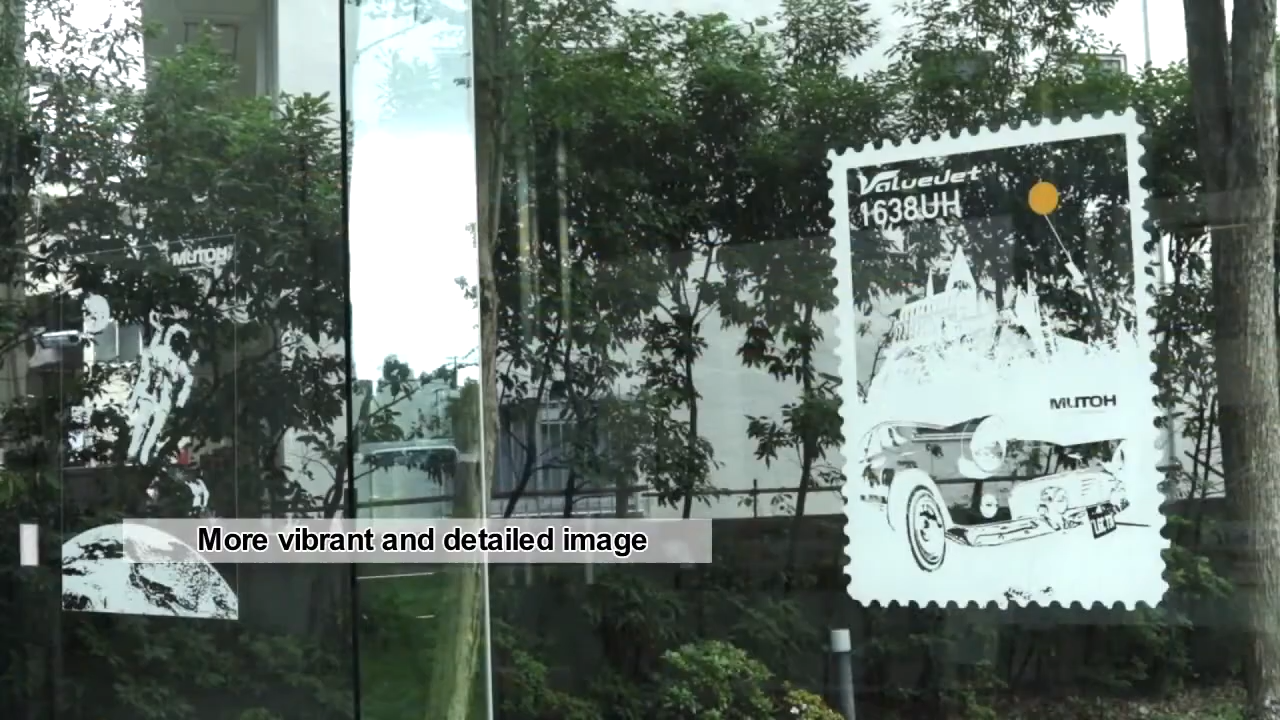 ValueJet
1638UH
MUTOH
MUTOH
More vibrant and detailed image